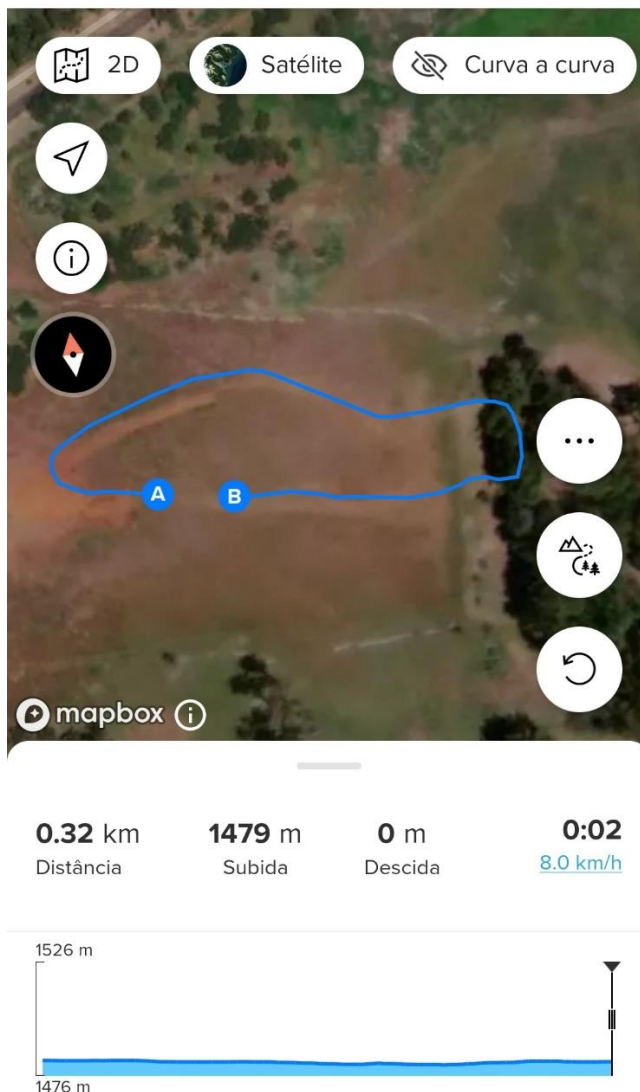 2D
Satélite
Curva a curva
A
B
mapbox
0.32 km
Distância
1479 m
Subida
0 m
Descida
0:02
8.0 km/h
1526 m
1476 m